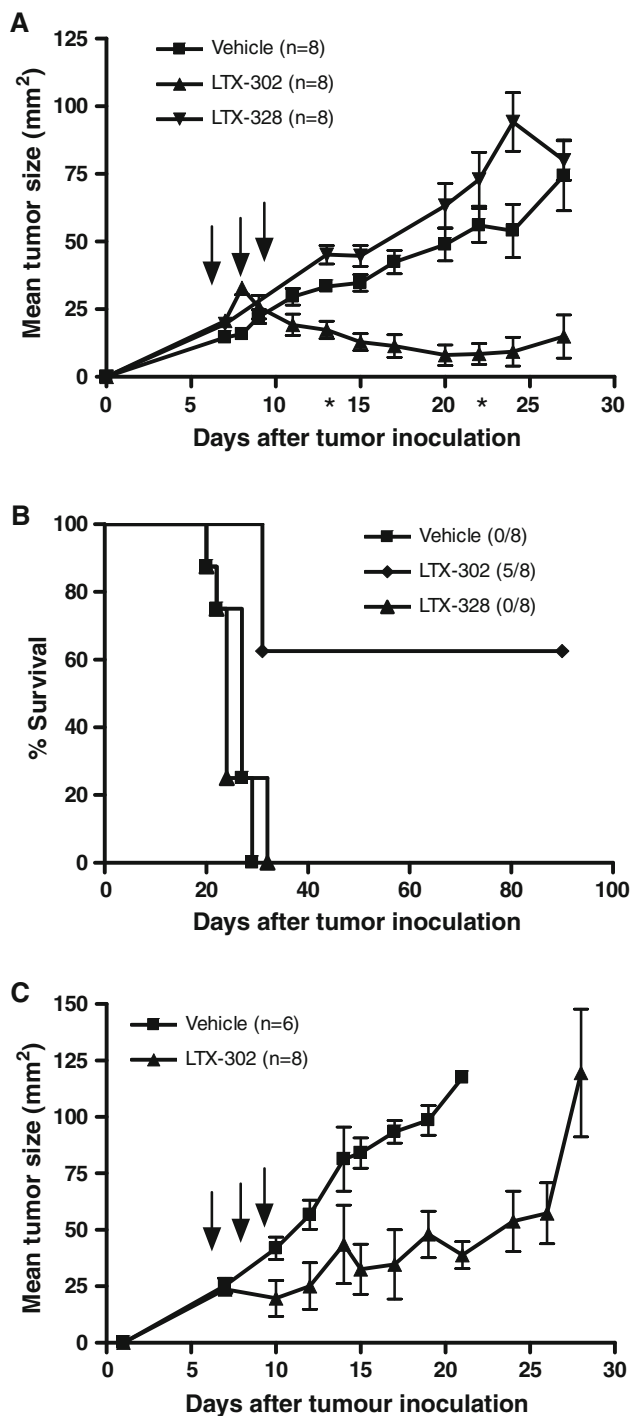 A
125
100
75
50
25
0
Mean tumor size (mm²)
Vehicle (n=8)
LTX-302 (n=8)
LTX-328 (n=8)
0 5 10 * 15 20 * 25 30
Days after tumor inoculation
B
100
80
60
40
20
0
% Survival
Vehicle (0/8)
LTX-302 (5/8)
LTX-328 (0/8)
0 20 40 60 80 100
Days after tumor inoculation
C
150
125
100
75
50
25
0
Mean tumor size (mm²)
Vehicle (n=6)
LTX-302 (n=8)
0 5 10 15 20 25 30
Days after tumour inoculation